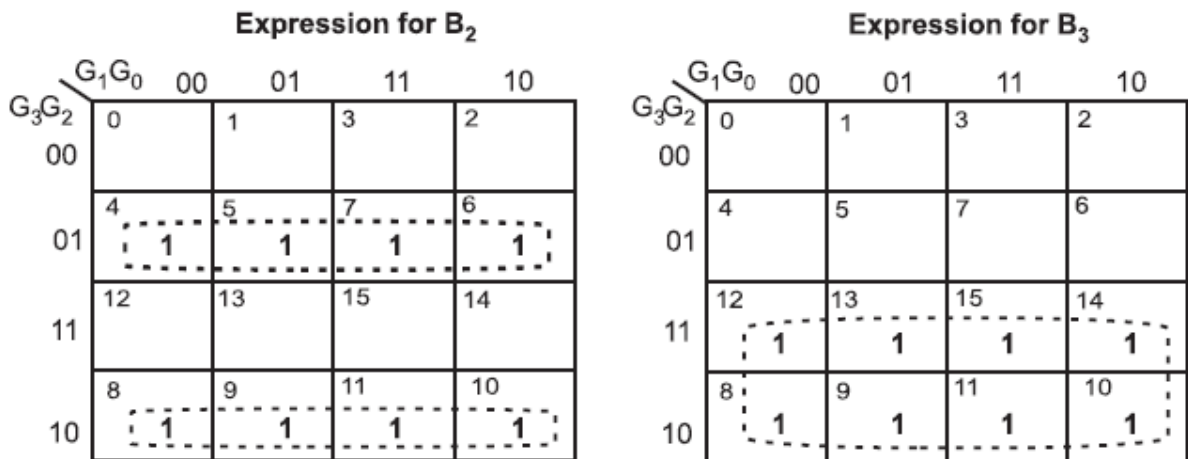 Expression for B₂
G₁G₀ 00 01 11 10
G₃G₂
0 1 3 2
00
4 5 7 6
01 1 1 1 1
12 13 15 14
11
8 9 11 10
10 1 1 1 1
Expression for B₃
G₁G₀ 00 01 11 10
G₃G₂
0 1 3 2
00
4 5 7 6
01
12 13 15 14
11 1 1 1 1
8 9 11 10
10 1 1 1 1